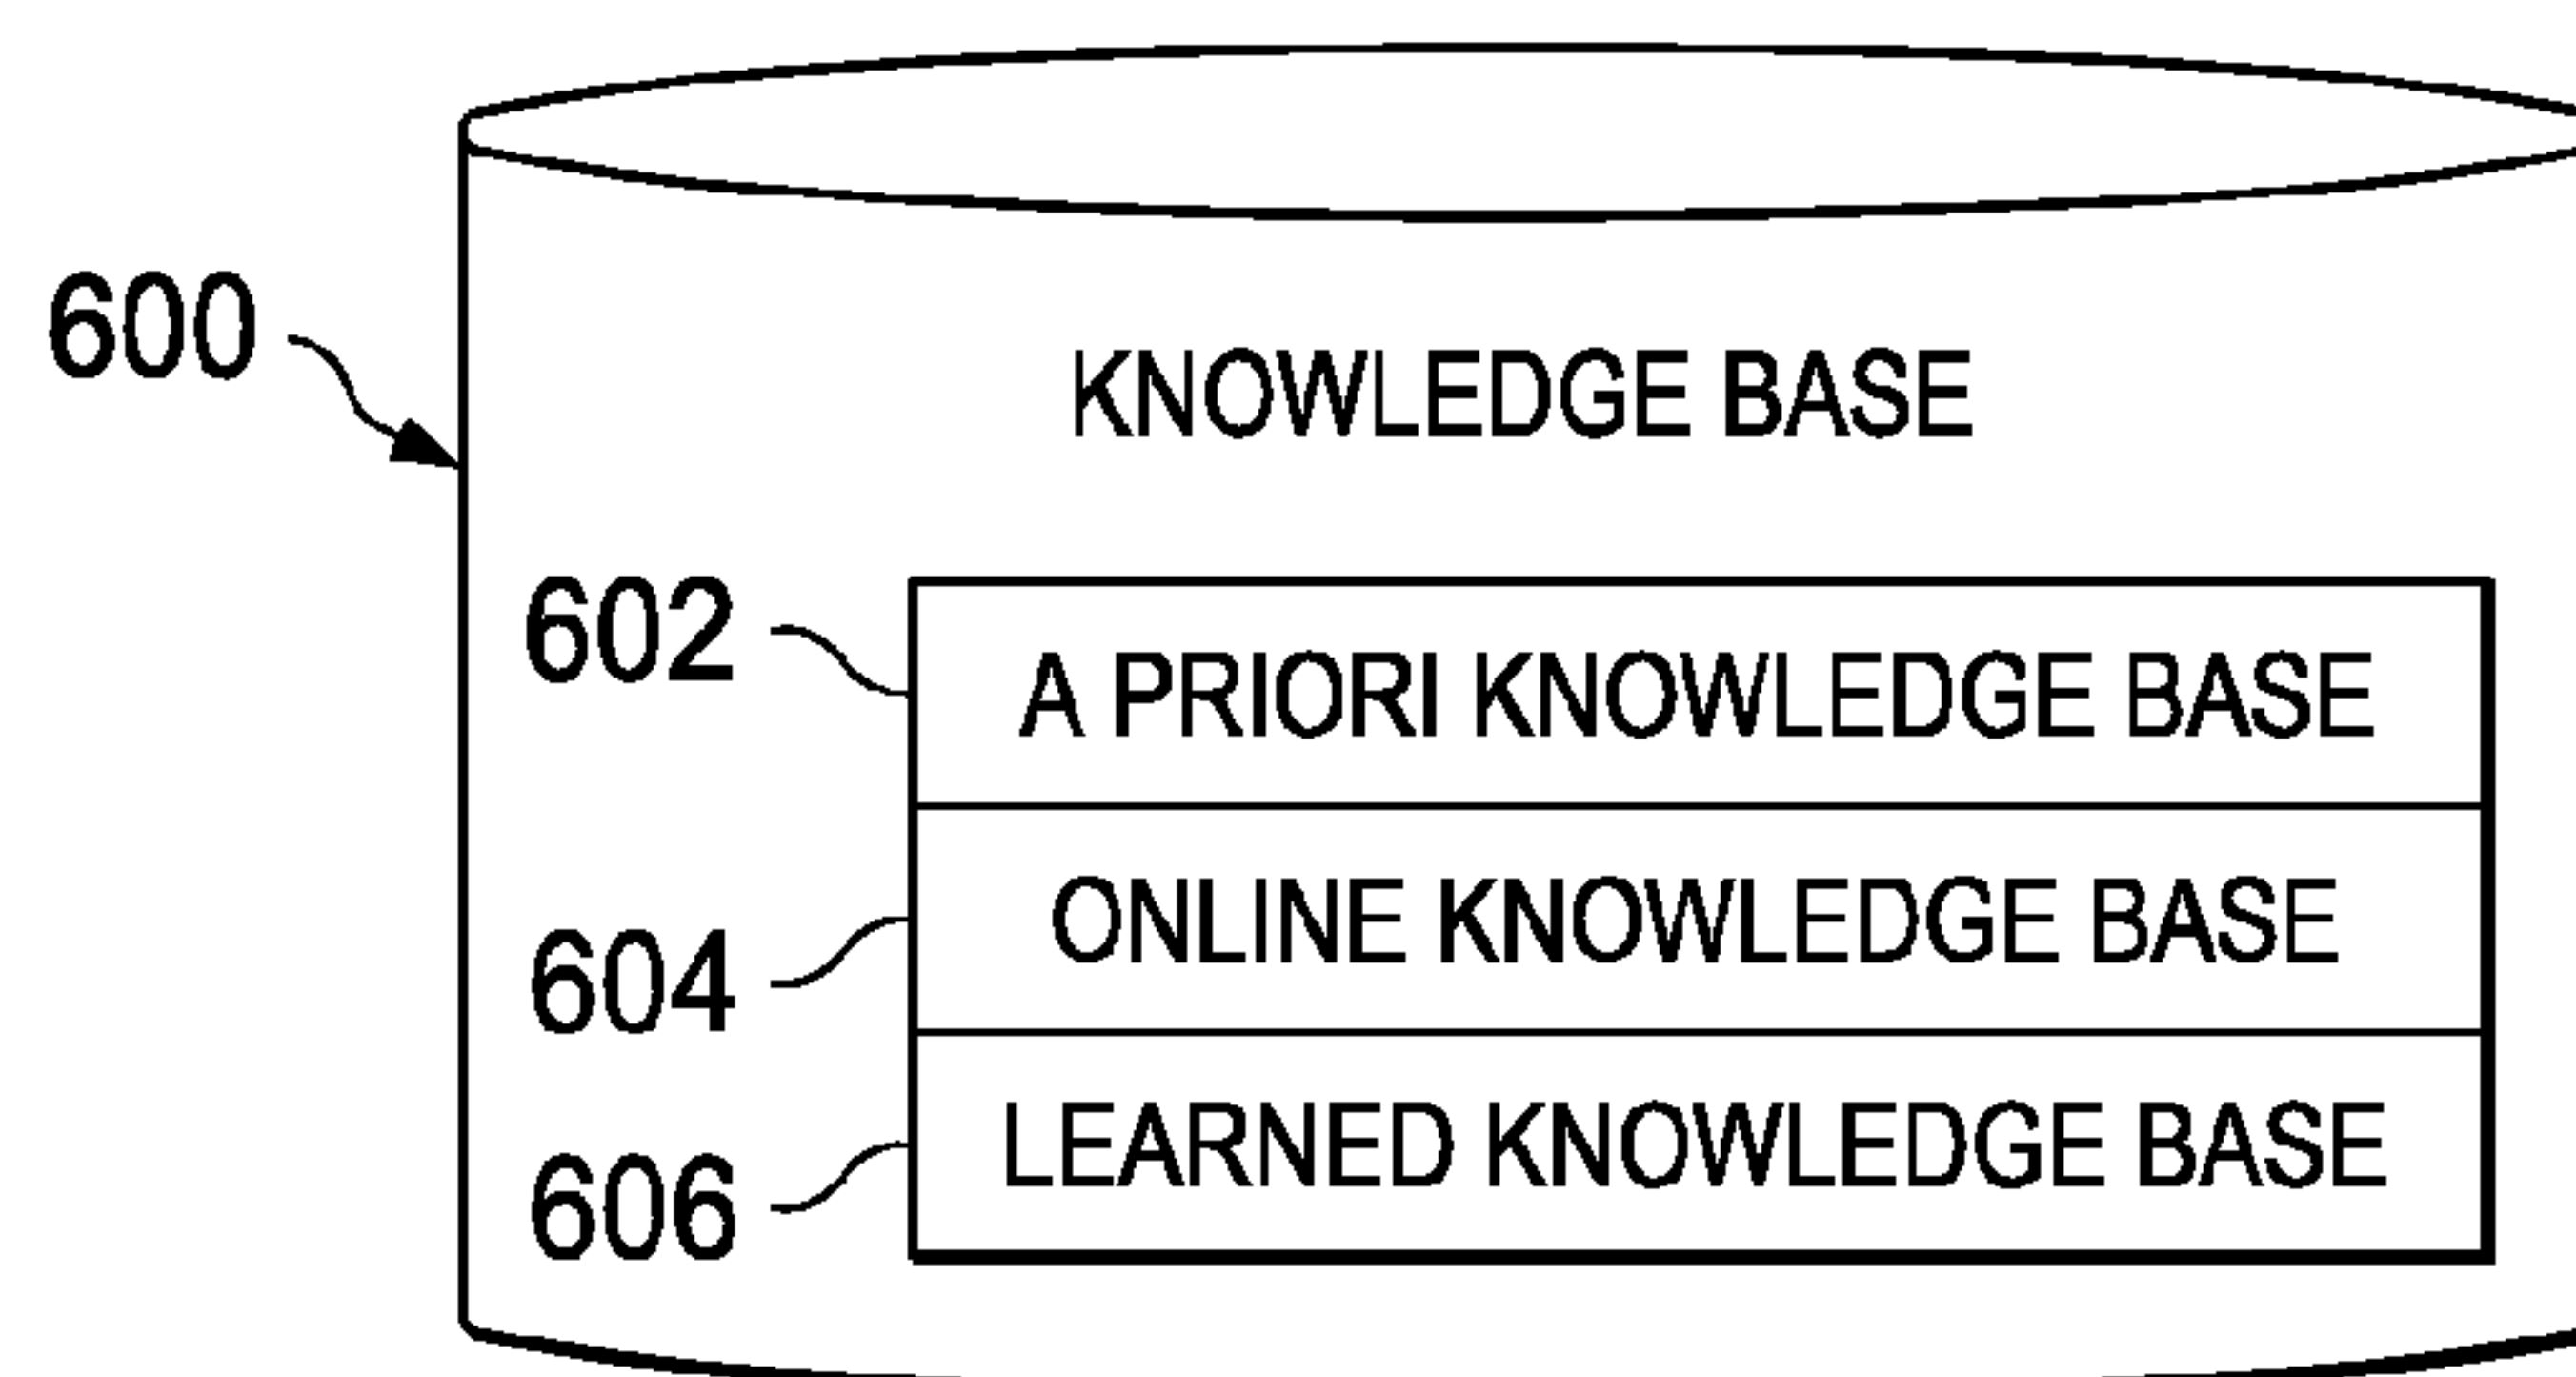 600
KNOWLEDGE BASE
602
A PRIORI KNOWLEDGE BASE
604
ONLINE KNOWLEDGE BASE
606
LEARNED KNOWLEDGE BASE